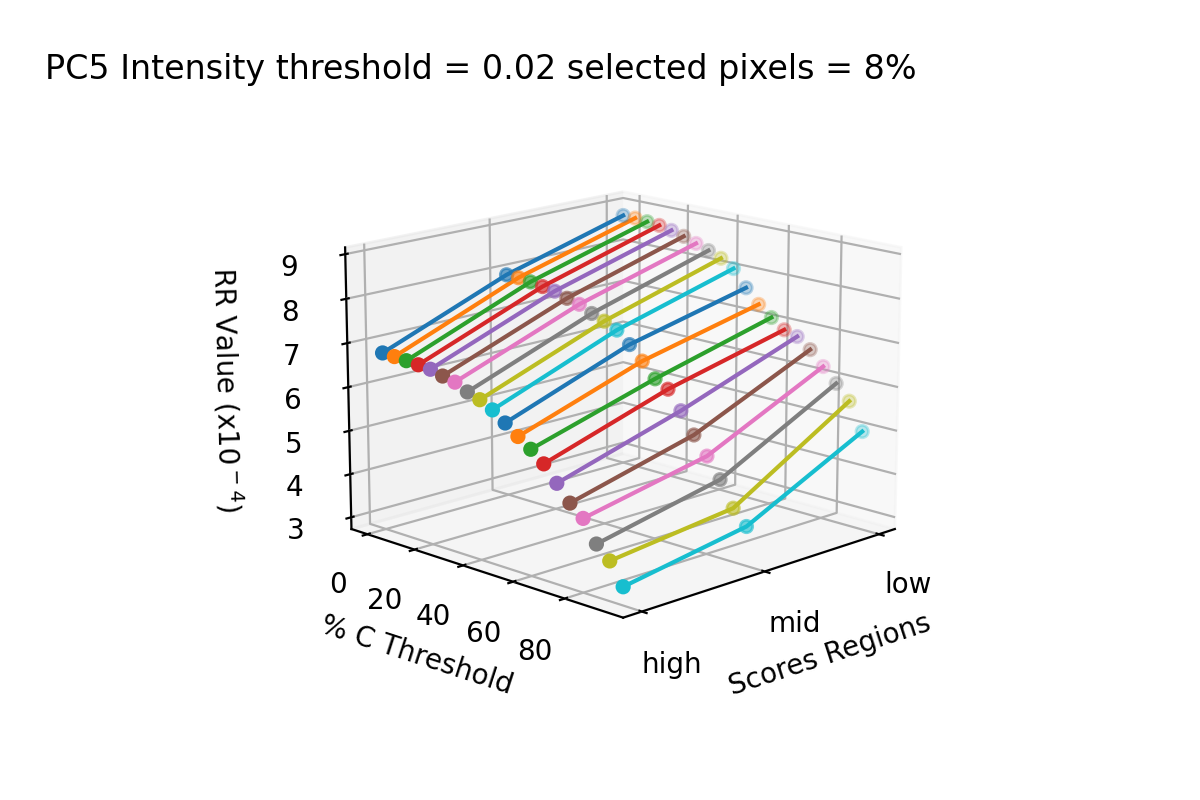 PC5 Intensity threshold = 0.02 selected pixels = 8%
RR Value (x10⁻⁴)
9
8
7
6
5
4
3
0
20
40
60
80
% C Threshold
high
mid
low
Scores Regions